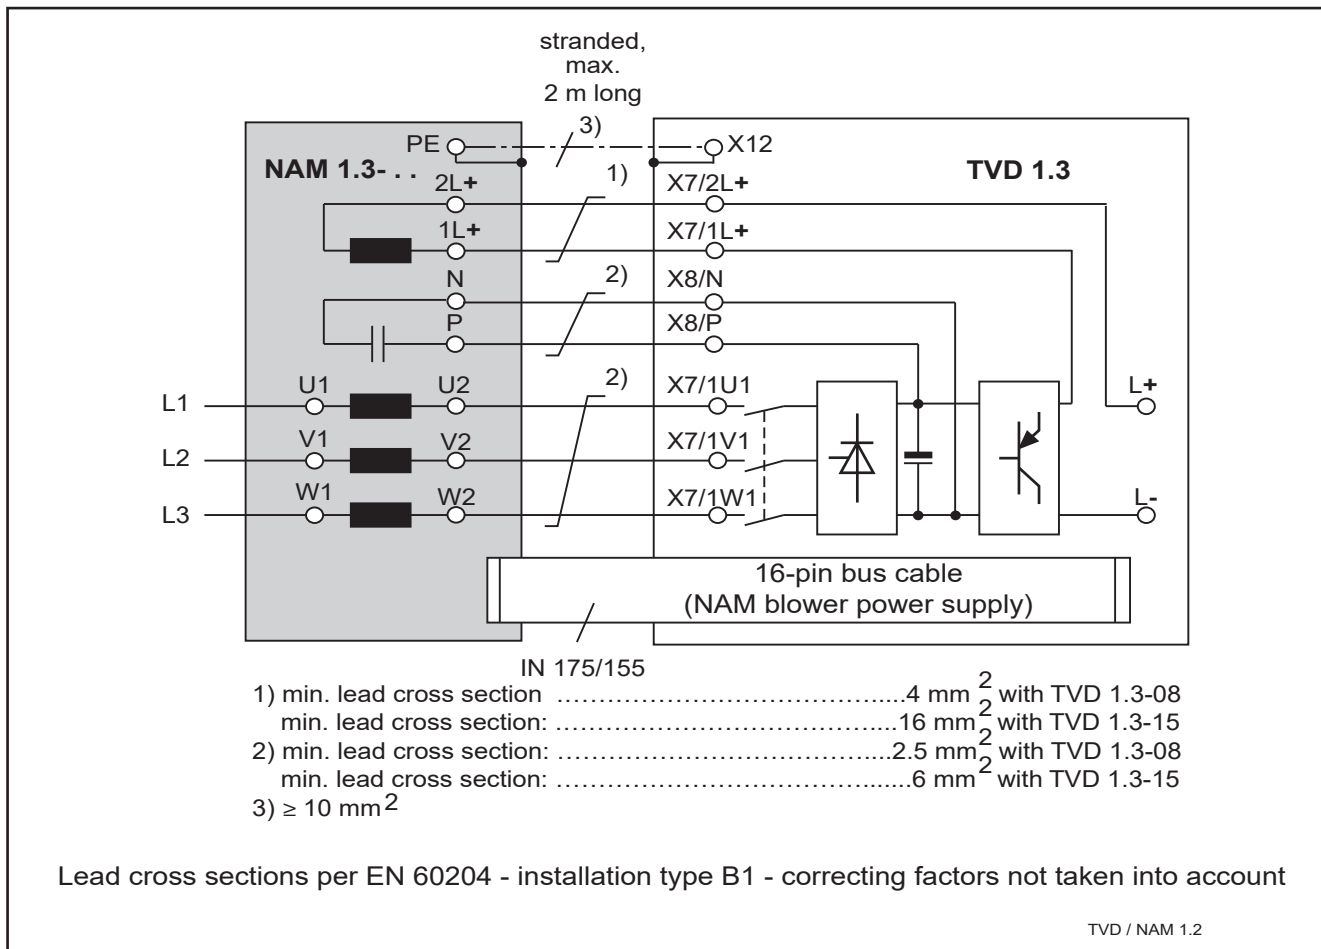 stranded,
max.
2 m long
3)
PE
X12
NAM 1.3- . .
TVD 1.3
1)
2L+
X7/2L+
1L+
X7/1L+
2)
N
X8/N
P
X8/P
2)
U1
U2
X7/1U1
L+
L1
V1
V2
X7/1V1
L2
W1
W2
X7/1W1
L-
L3
16-pin bus cable
(NAM blower power supply)
IN 175/155
1) min. lead cross section ........................................4 mm² with TVD 1.3-08
min. lead cross section: ........................................16 mm² with TVD 1.3-15
2) min. lead cross section: ........................................2.5 mm² with TVD 1.3-08
min. lead cross section: ........................................6 mm² with TVD 1.3-15
3) ≥ 10 mm²
Lead cross sections per EN 60204 - installation type B1 - correcting factors not taken into account
TVD / NAM 1.2